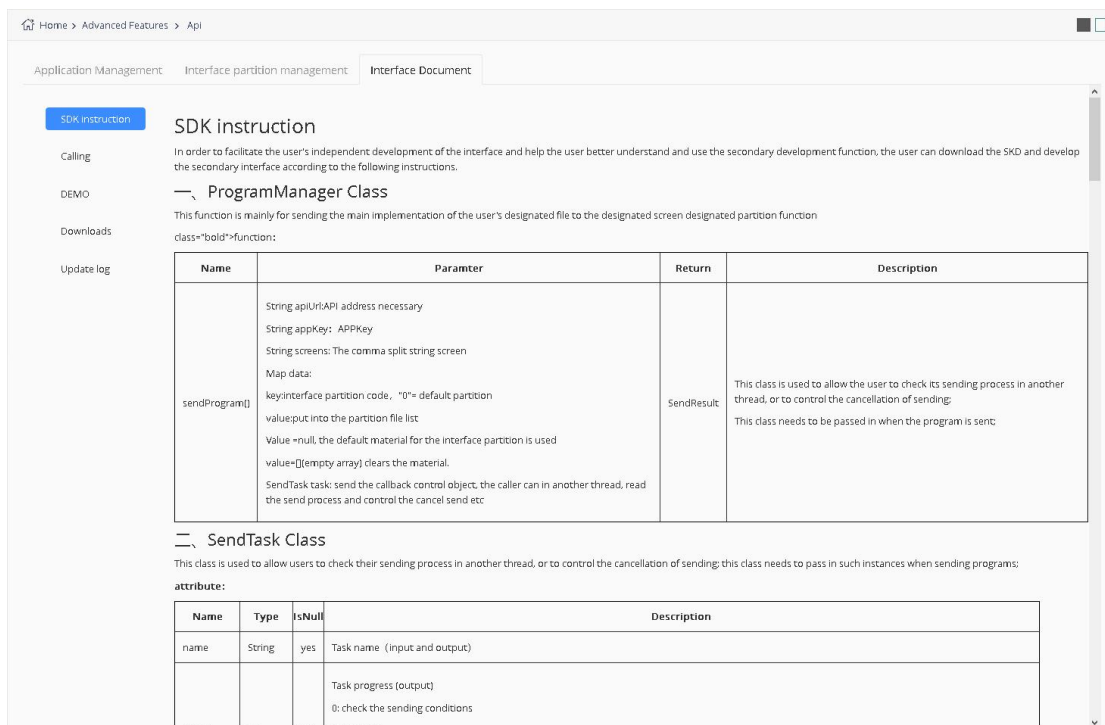 Home > Advanced Features > Api
Application Management Interface partition management Interface Document
SDK instruction
Calling
DEMO
Downloads
Update log
SDK instruction
In order to facilitate the user's independent development of the interface and help the user better understand and use the secondary development function, the user can download the SKD and develop
the secondary interface according to the following instructions.
一、ProgramManager Class
This function is mainly for sending the main implementation of the user's designated file to the designated screen designated partition function
class="bold">function:
Name Paramter Return Description
sendProgram()
String apiUrl:API address necessary
String appKey: APPKey
String screens: The comma split string screen
Map data:
key:interface partition code, "0"= default partition
value:put into the partition file list
Value =null, the default material for the interface partition is used
value=[](empty array) clears the material.
SendTask task: send the callback control object, the caller can in another thread, read
the send process and control the cancel send etc
SendResult
This class is used to allow the user to check its sending process in another
thread, or to control the cancellation of sending;
This class needs to be passed in when the program is sent;
二、SendTask Class
This class is used to allow users to check their sending process in another thread, or to control the cancellation of sending; this class needs to pass in such instances when sending programs;
attribute:
Name Type IsNull Description
name String yes Task name (input and output)
Task progress (output)
0: check the sending conditions